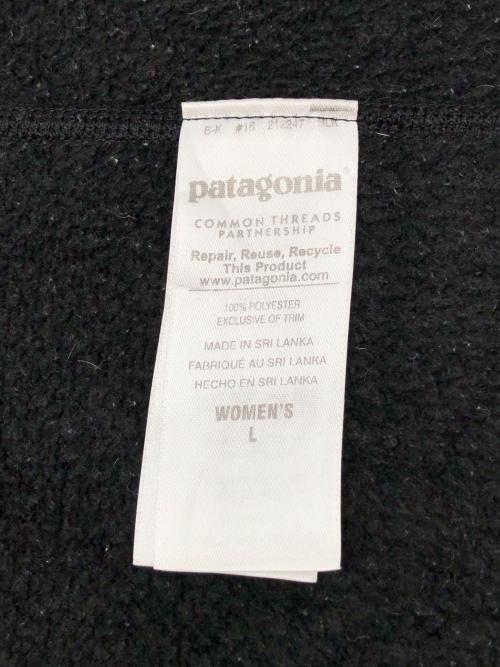 B-K #16 212247 BLK
patagonia®
COMMON THREADS
PARTNERSHIP
Repair, Reuse, Recycle
This Product
www.patagonia.com
100% POLYESTER
EXCLUSIVE OF TRIM
MADE IN SRI LANKA
FABRIQUÉ AU SRI LANKA
HECHO EN SRI LANKA
WOMEN'S
L